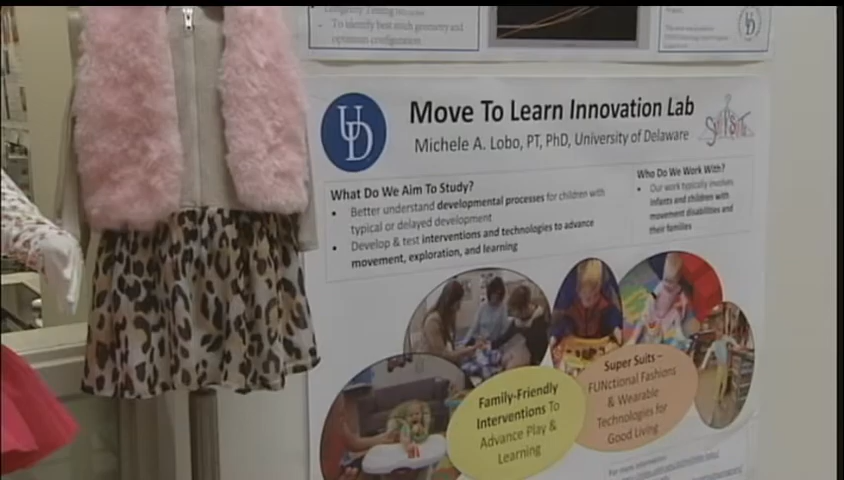 - To identify best mesh geometry and
optimum configuration
UD
Move To Learn Innovation Lab
Michele A. Lobo, PT, PhD, University of Delaware
What Do We Aim To Study?
• Better understand developmental processes for children with
typical or delayed development
• Develop & test interventions and technologies to advance
movement, exploration, and learning
Who Do We Work With?
• Our work typically involves
infants and children with
movement disabilities and
their families
Family-Friendly
Interventions To
Advance Play &
Learning
Super Suits –
FUNctional Fashions
& Wearable
Technologies for
Good Living
For more information: